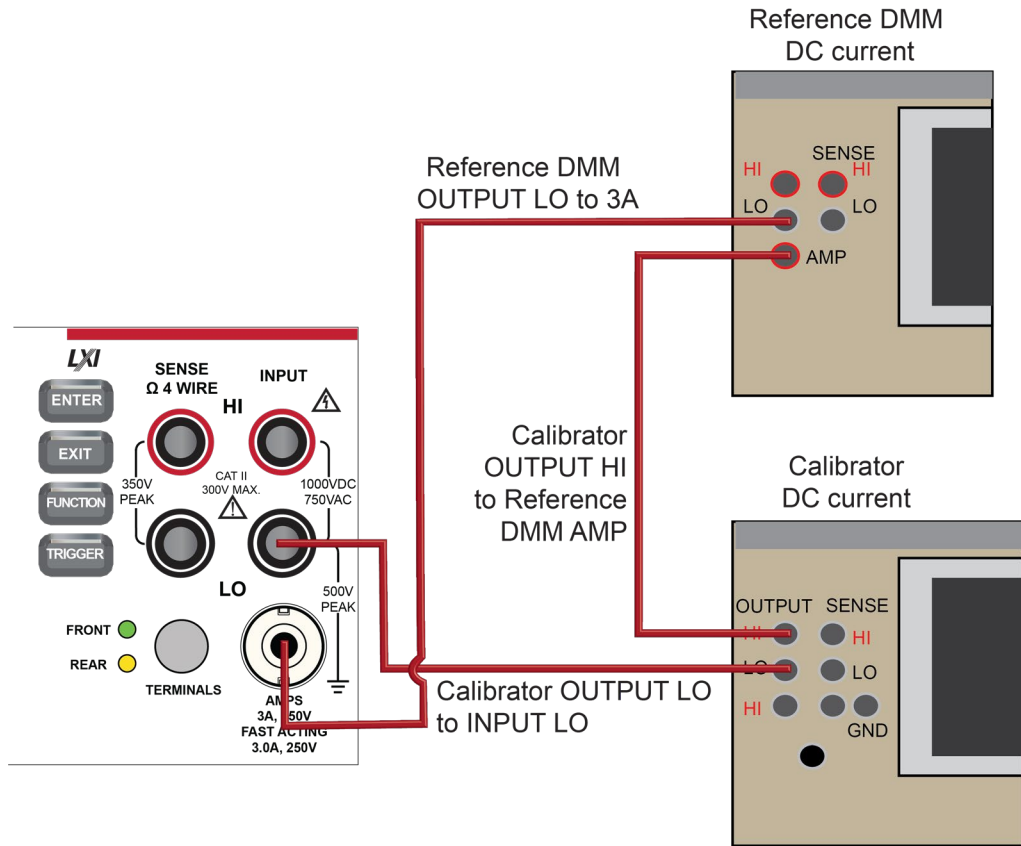 Reference DMM
DC current
HI
SENSE
HI
LO
LO
AMP
Reference DMM
OUTPUT LO to 3A
LXI
ENTER
EXIT
FUNCTION
TRIGGER
SENSE
Ω 4 WIRE
INPUT
HI
350V
PEAK
CAT II
300V MAX.
1000VDC
750VAC
LO
500V
PEAK
FRONT
REAR
TERMINALS
AMPS
FAST ACTING
3.0A, 250V
Calibrator
OUTPUT HI
to Reference
DMM AMP
Calibrator
DC current
OUTPUT
SENSE
HI
HI
LO
LO
HI
GND
Calibrator OUTPUT LO
to INPUT LO